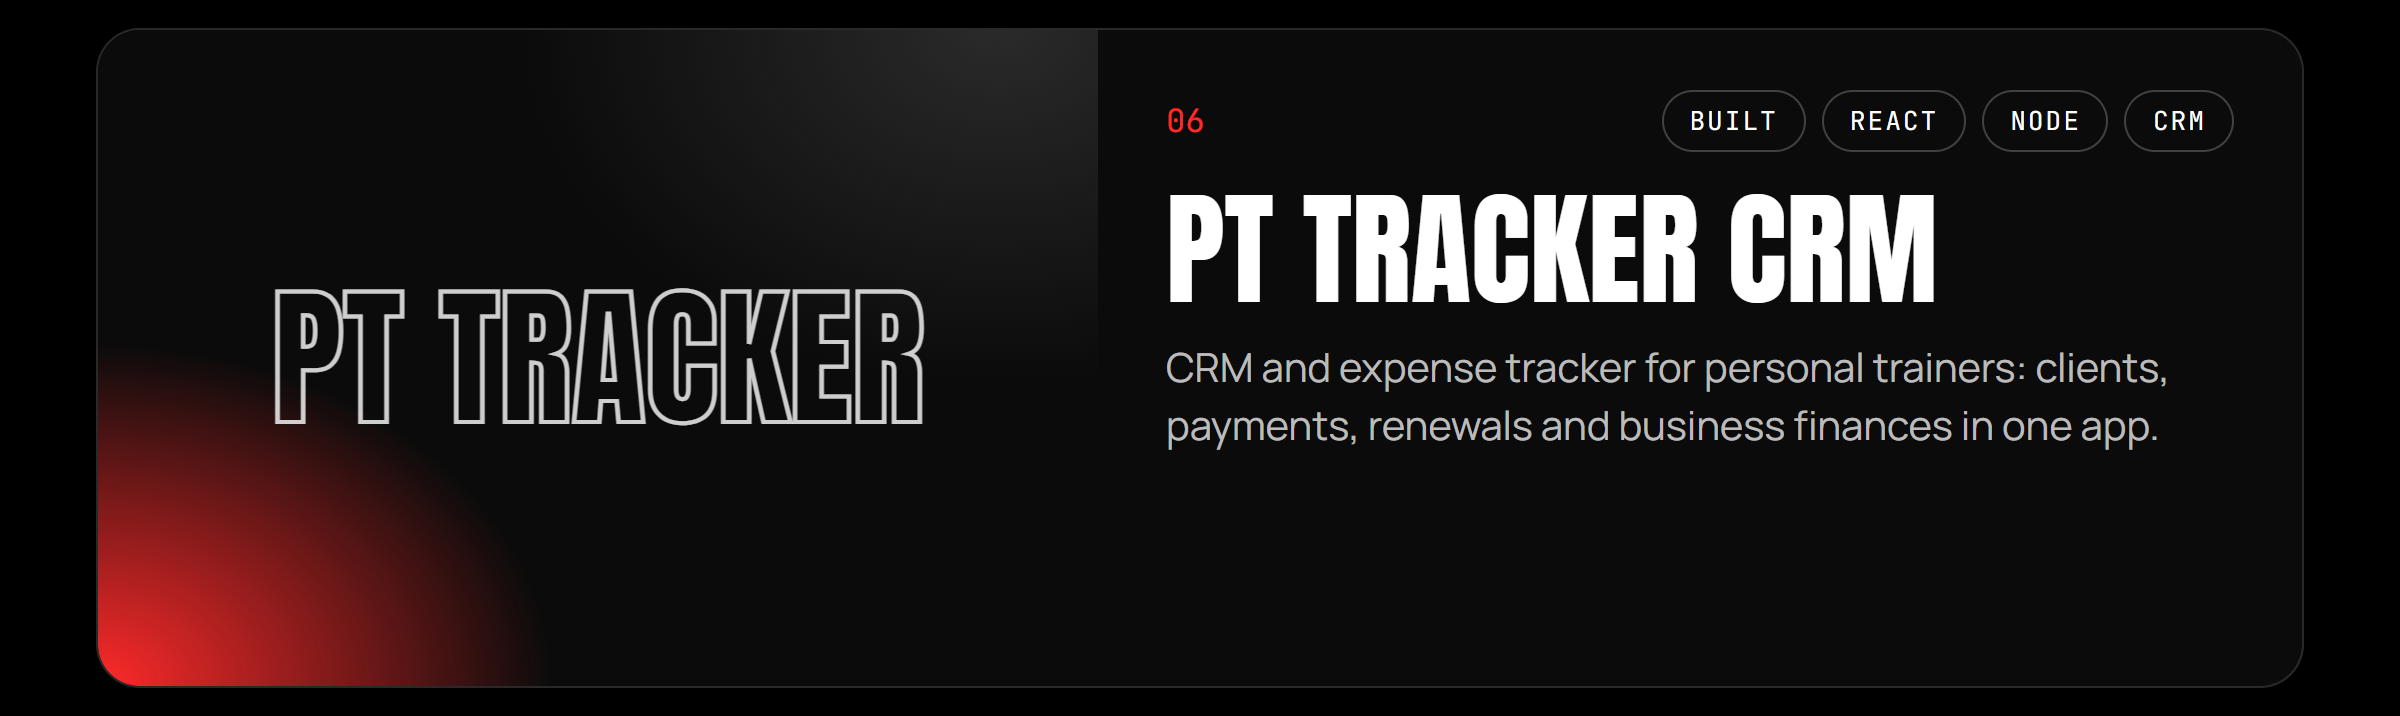 PT TRACKER
06
BUILT REACT NODE CRM
PT TRACKER CRM
CRM and expense tracker for personal trainers: clients,
payments, renewals and business finances in one app.